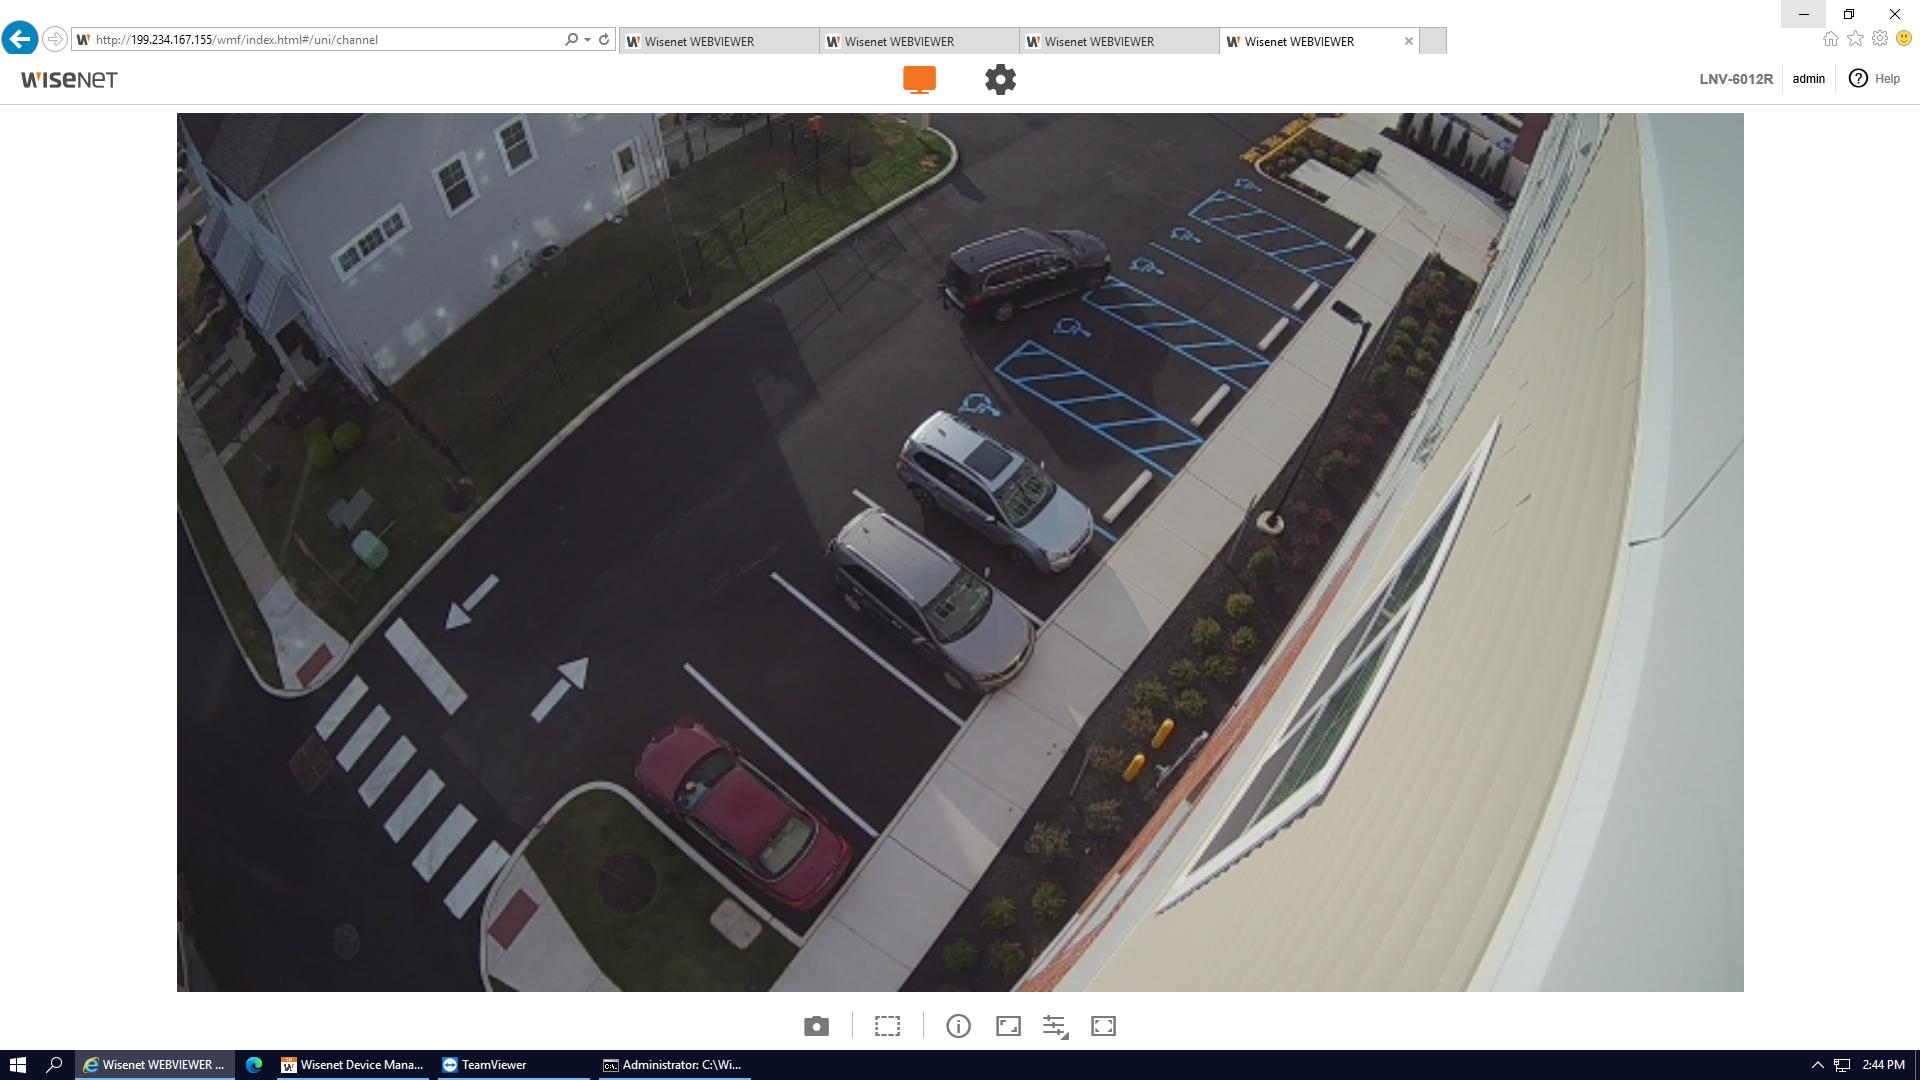 http://199.234.167.155/wmf/index.html#/uni/channel
Wisenet WEBVIEWER
Wisenet WEBVIEWER
Wisenet WEBVIEWER
Wisenet WEBVIEWER
WISENET
LNV-6012R
admin
? Help
Wisenet WEBVIEWER ...
Wisenet Device Mana...
TeamViewer
Administrator: C:\Wi...
2:44 PM